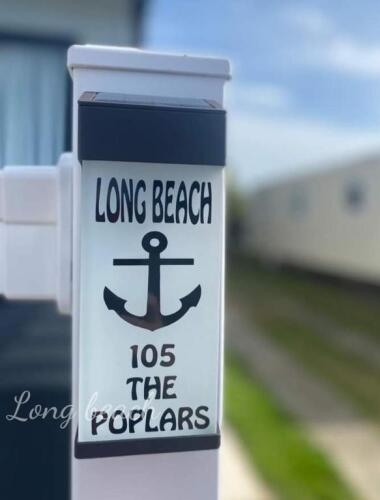 LONG BEACH
105
THE
POPLARS
Long beach